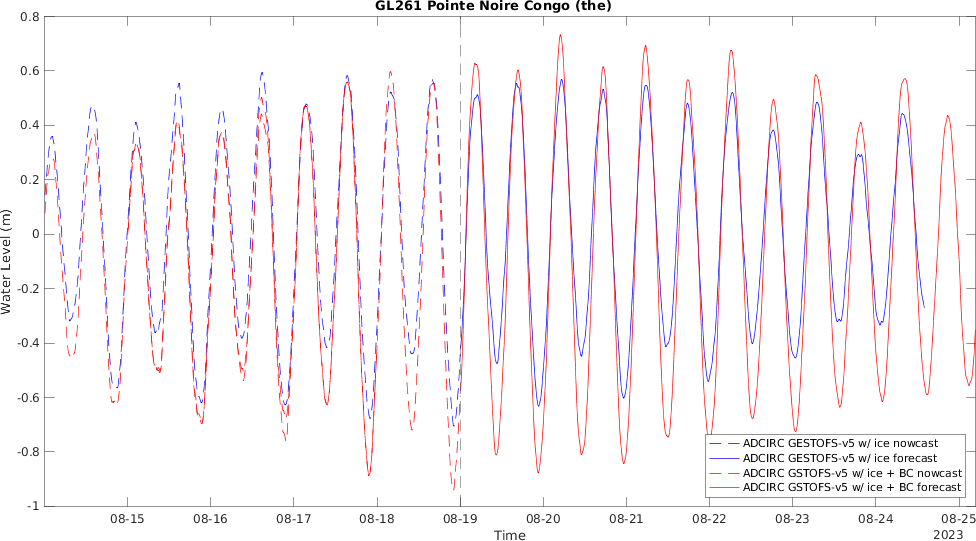 GL261 Pointe Noire Congo (the)
0.8
0.6
0.4
0.2
0
-0.2
-0.4
-0.6
-0.8
-1
Water Level (m)
ADCIRC GESTOFS-v5 w/ ice nowcast
ADCIRC GESTOFS-v5 w/ ice forecast
ADCIRC GSTOFS-v5 w/ ice + BC nowcast
ADCIRC GSTOFS-v5 w/ ice + BC forecast
08-15 08-16 08-17 08-18 08-19 08-20 08-21 08-22 08-23 08-24 08-25
Time
2023